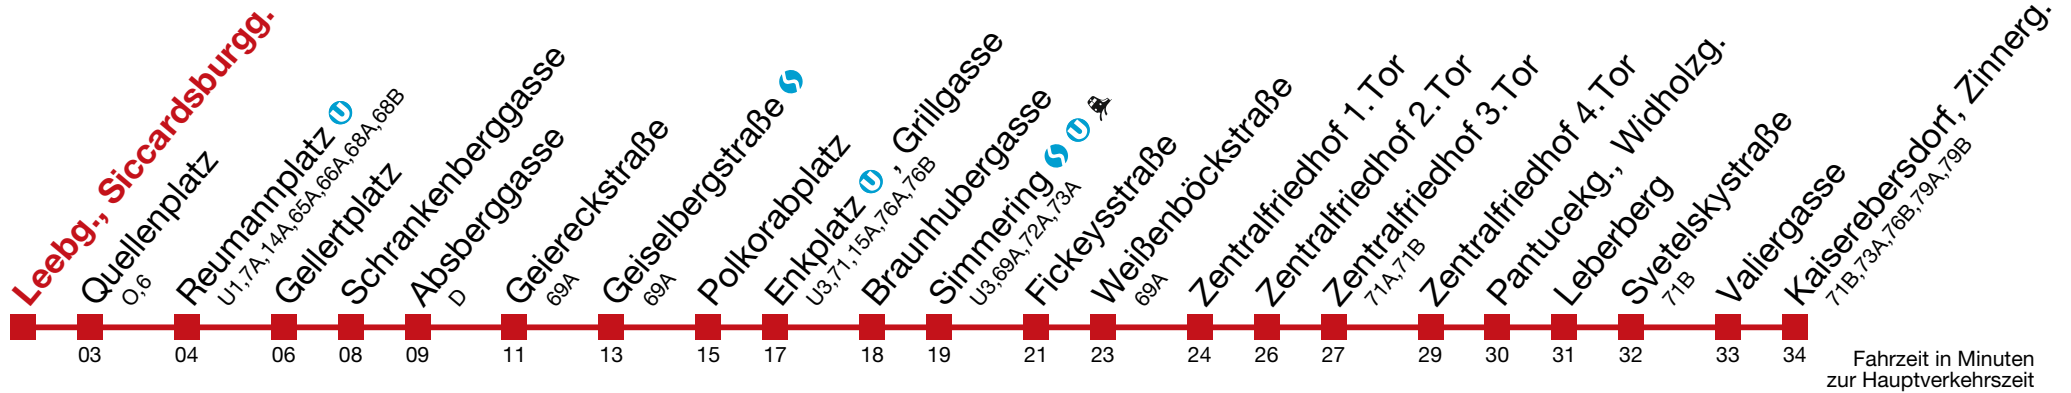 Leebg., Siccardsburgg.
Quellenplatz
O,6
Reumannplatz U
U1,7A,14A,65A,66A,68A,68B
Gellertplatz
Schrankenberggasse
Absberggasse
D
Geiereckstraße
69A
Geiselbergstraße S
69A
Polkorabplatz
Enkplatz U , Grillgasse
U3,71,15A,76A,76B
Braunhubergasse
Simmering S U
U3,69A,72A,73A
Fickeysstraße
Weißenböckstraße
69A
Zentralfriedhof 1.Tor
Zentralfriedhof 2.Tor
Zentralfriedhof 3.Tor
71A,71B
Zentralfriedhof 4.Tor
Pantucekg., Widholzg.
Leberberg
Svetelskystraße
71B
Valiergasse
Kaiserebersdorf, Zinnerg.
71B,73A,76B,79A,79B
03 04 06 08 09 11 13 15 17 18 19 21 23 24 26 27 29 30 31 32 33 34
Fahrzeit in Minuten
zur Hauptverkehrszeit